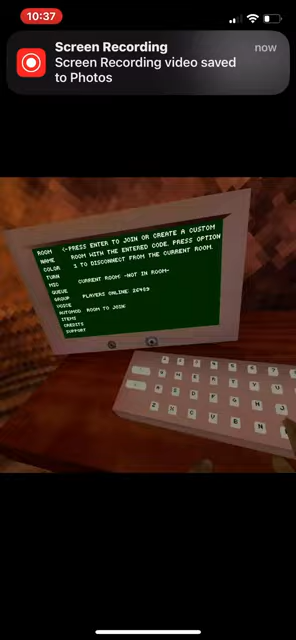 10:37
Screen Recording
now
Screen Recording video saved
to Photos
ROOM <-PRESS ENTER TO JOIN OR CREATE A CUSTOM
NAME ROOM WITH THE ENTERED CODE. PRESS OPTION
COLOR 1 TO DISCONNECT FROM THE CURRENT ROOM.
TURN
MIC CURRENT ROOM -NOT IN ROOM-
QUEUE
GROUP PLAYERS ONLINE 26489
VOICE
AUTOMOD ROOM TO JOIN
ITEMS
CREDITS
SUPPORT